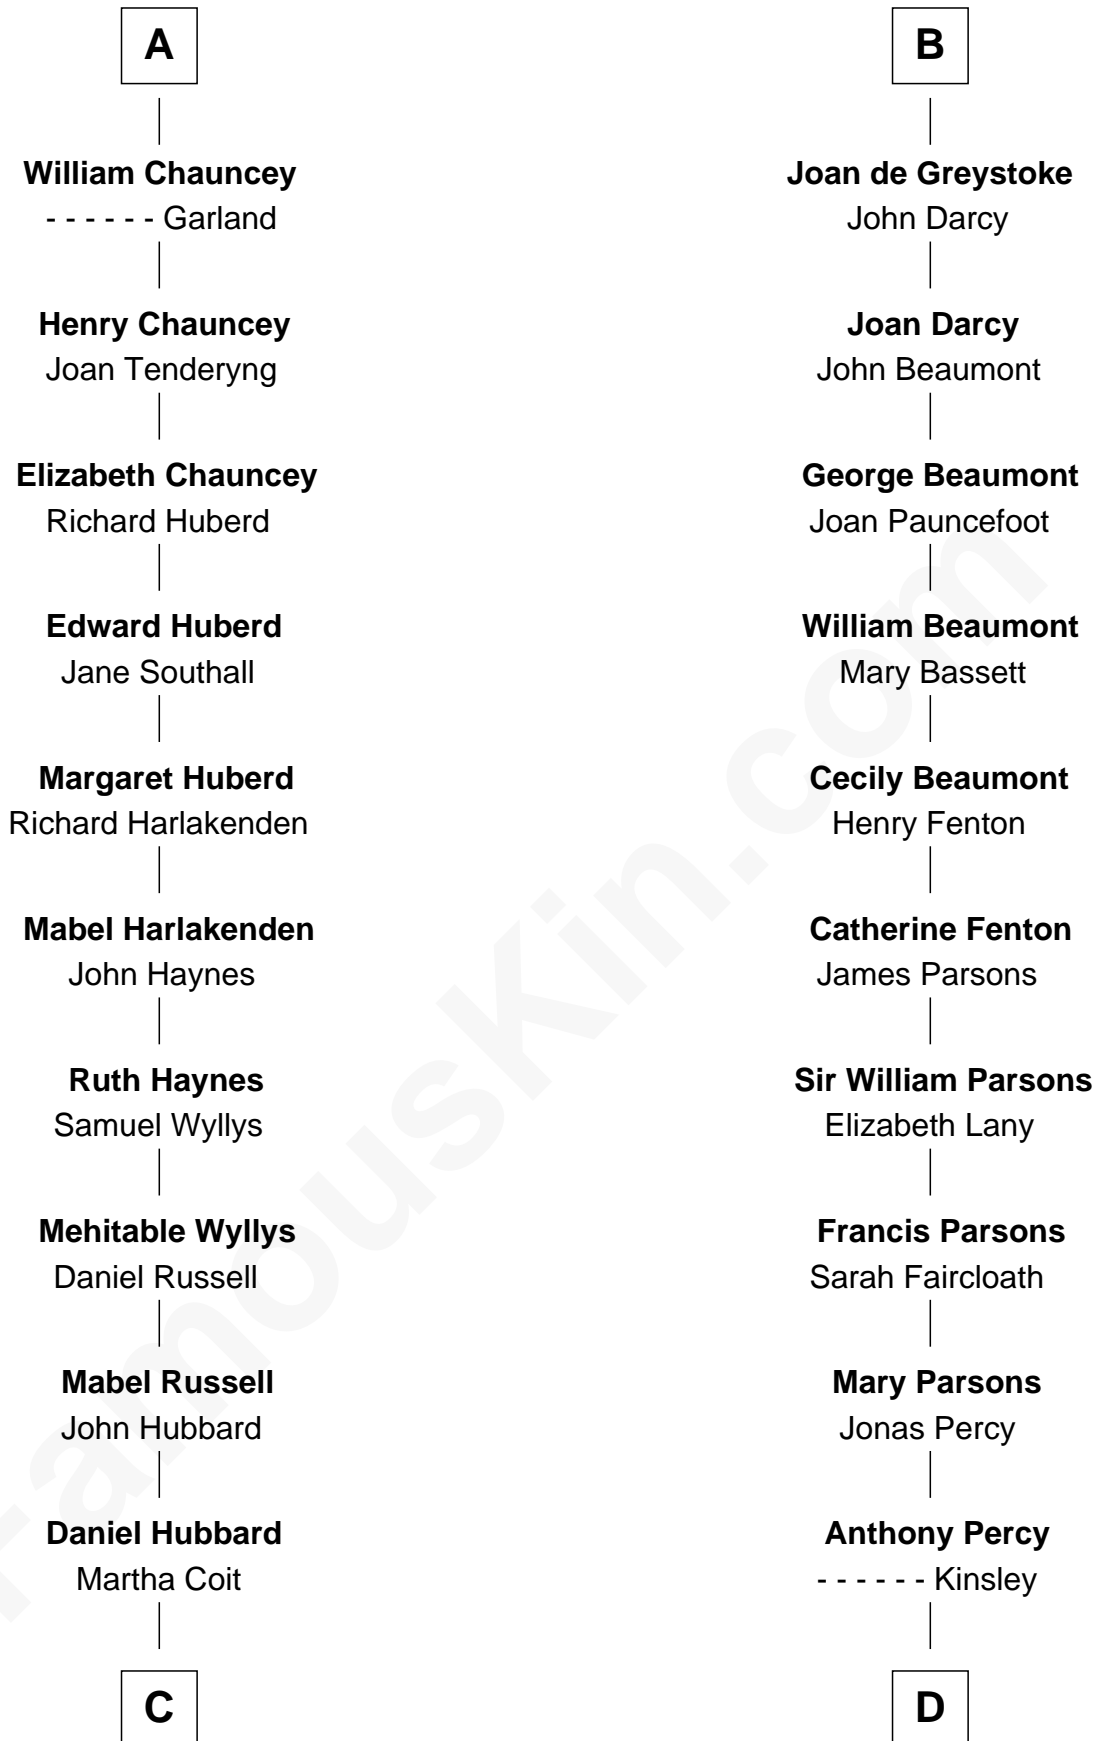 A
William Chauncey
- - - - - - Garland
Henry Chauncey
Joan Tenderyng
Elizabeth Chauncey
Richard Huberd
Edward Huberd
Jane Southall
Margaret Huberd
Richard Harlakenden
Mabel Harlakenden
John Haynes
Ruth Haynes
Samuel Wyllys
Mehitable Wyllys
Daniel Russell
Mabel Russell
John Hubbard
Daniel Hubbard
Martha Coit
C
B
Joan de Greystoke
John Darcy
Joan Darcy
John Beaumont
George Beaumont
Joan Pauncefoot
William Beaumont
Mary Bassett
Cecily Beaumont
Henry Fenton
Catherine Fenton
James Parsons
Sir William Parsons
Elizabeth Lany
Francis Parsons
Sarah Faircloath
Mary Parsons
Jonas Percy
Anthony Percy
- - - - - - Kinsley
D
FamousKin.com